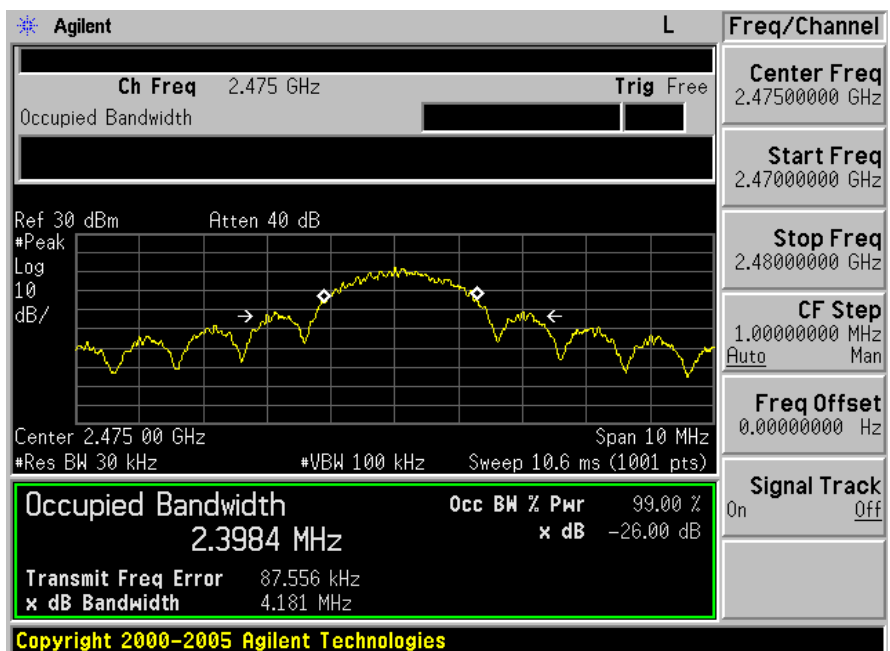 Agilent L Freq/Channel
Ch Freq 2.475 GHz Trig Free
Occupied Bandwidth
Center Freq
2.47500000 GHz
Start Freq
2.47000000 GHz
Stop Freq
2.48000000 GHz
CF Step
1.00000000 MHz
Auto Man
Freq Offset
0.00000000 Hz
Signal Track
On Off
Ref 30 dBm Atten 40 dB
#Peak
Log
10
dB/
Center 2.475 00 GHz Span 10 MHz
#Res BW 30 kHz #VBW 100 kHz Sweep 10.6 ms (1001 pts)
Occupied Bandwidth Occ BW % Pwr 99.00 %
2.3984 MHz x dB -26.00 dB
Transmit Freq Error 87.556 kHz
x dB Bandwidth 4.181 MHz
Copyright 2000-2005 Agilent Technologies